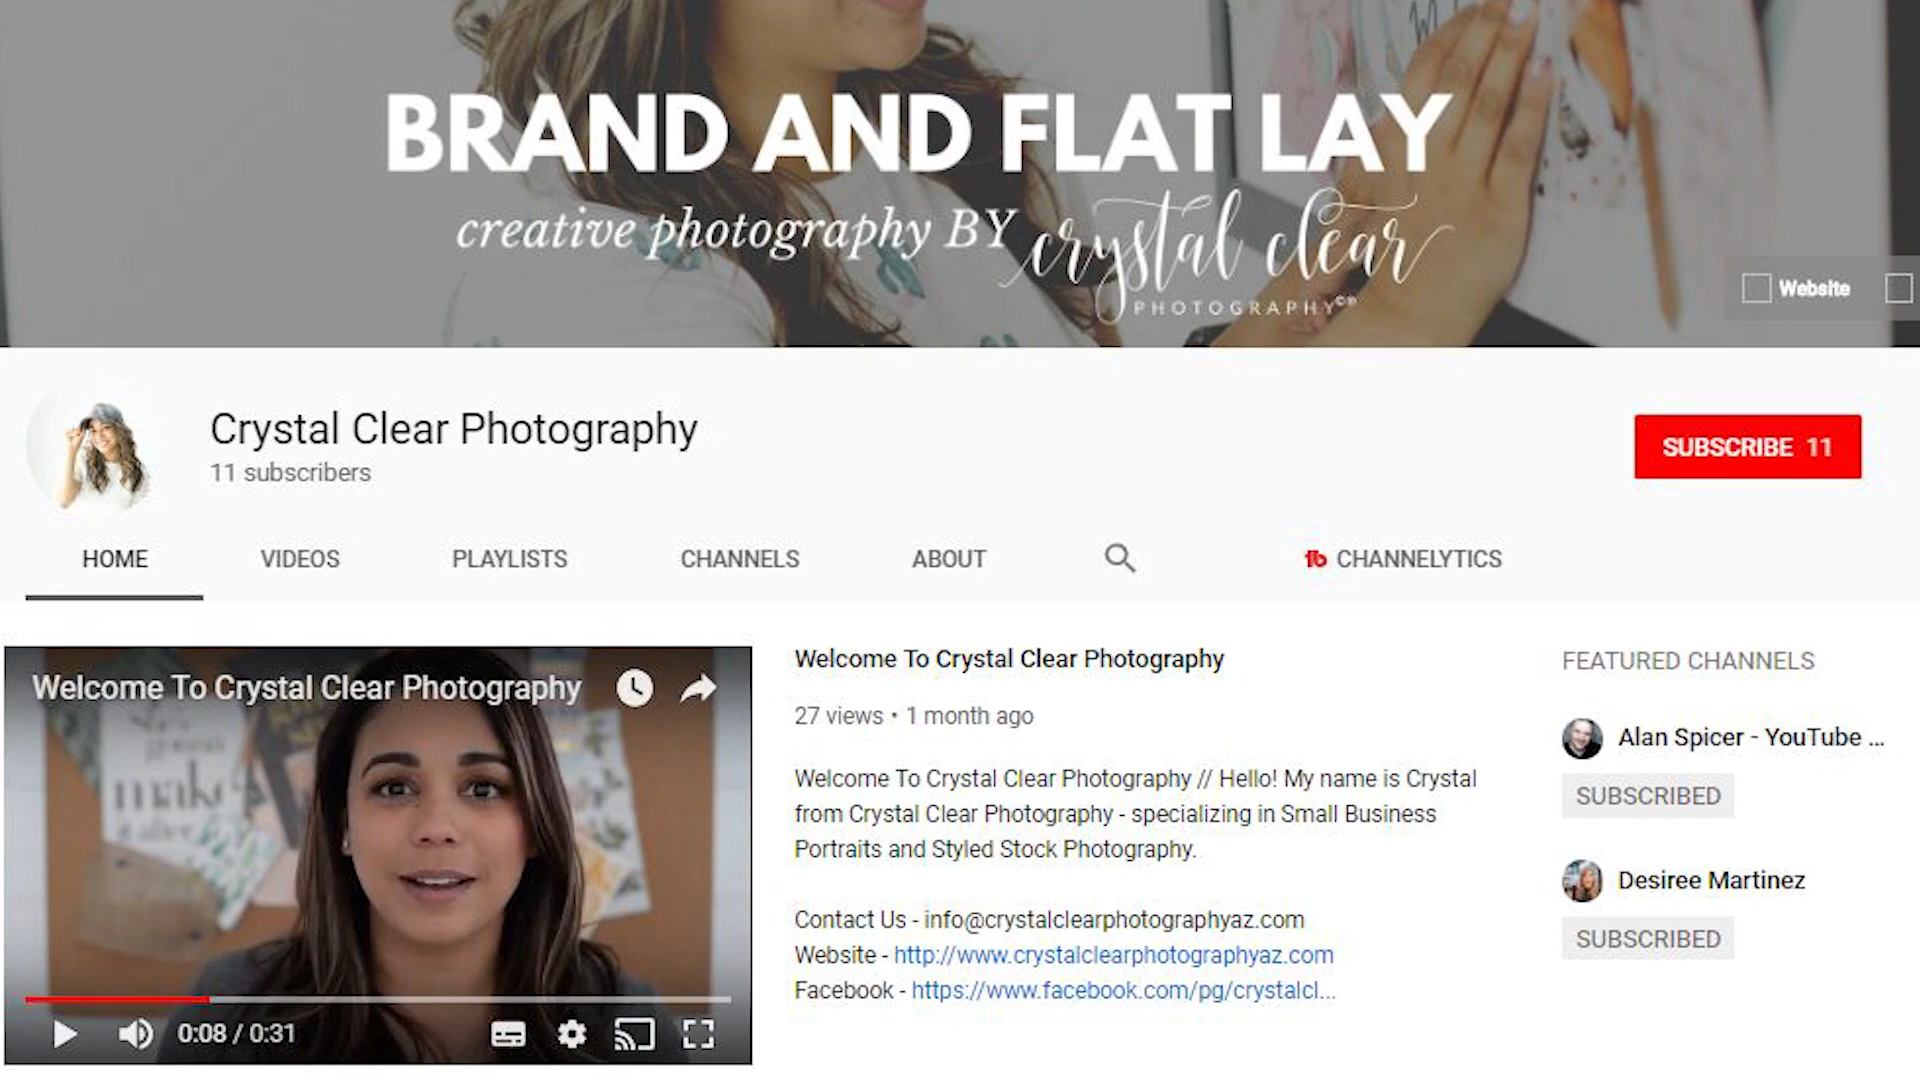 BRAND AND FLAT LAY
creative photography BY crystal clear
PHOTOGRAPHY©®
Website
Crystal Clear Photography
11 subscribers
SUBSCRIBE 11
HOME VIDEOS PLAYLISTS CHANNELS ABOUT CHANNELYTICS
Welcome To Crystal Clear Photography
0:08 / 0:31
Welcome To Crystal Clear Photography
27 views • 1 month ago
Welcome To Crystal Clear Photography // Hello! My name is Crystal
from Crystal Clear Photography - specializing in Small Business
Portraits and Styled Stock Photography.
Contact Us - info@crystalclearphotographyaz.com
Website - http://www.crystalclearphotographyaz.com
Facebook - https://www.facebook.com/pg/crystalcl...
FEATURED CHANNELS
Alan Spicer - YouTube ...
SUBSCRIBED
Desiree Martinez
SUBSCRIBED